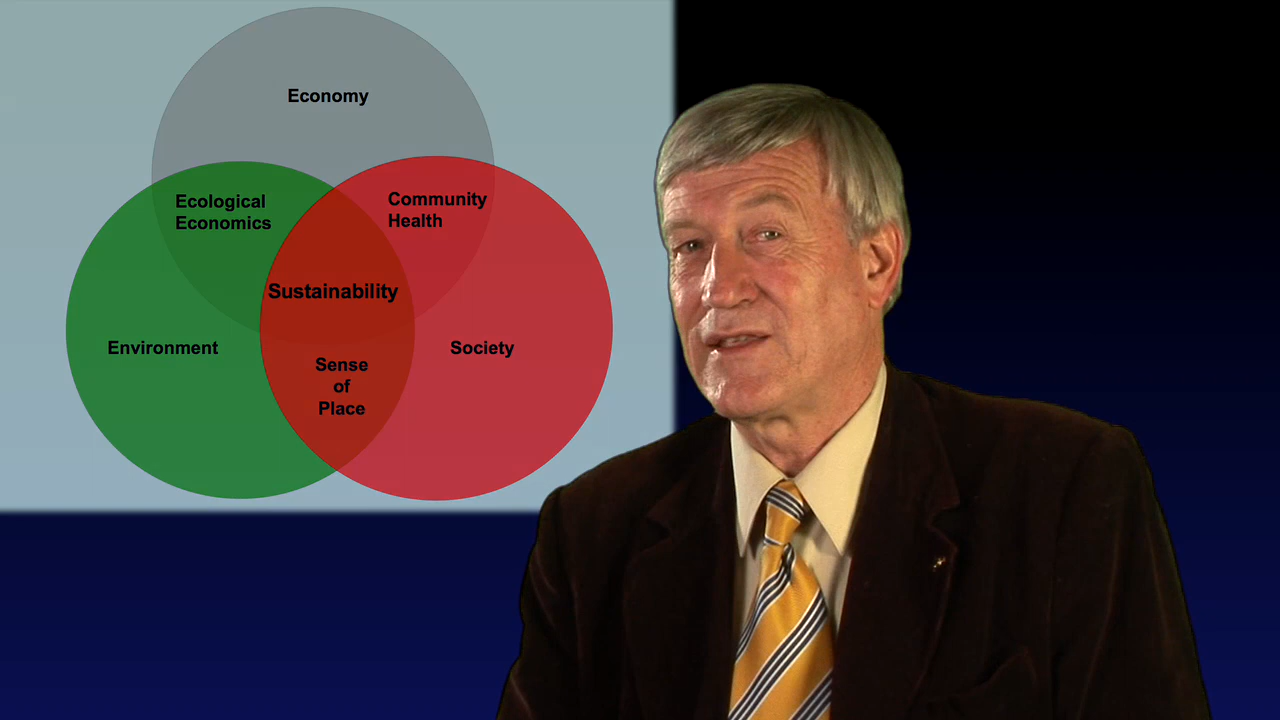 Economy
Ecological
Economics
Community
Health
Sustainability
Environment
Society
Sense
of
Place